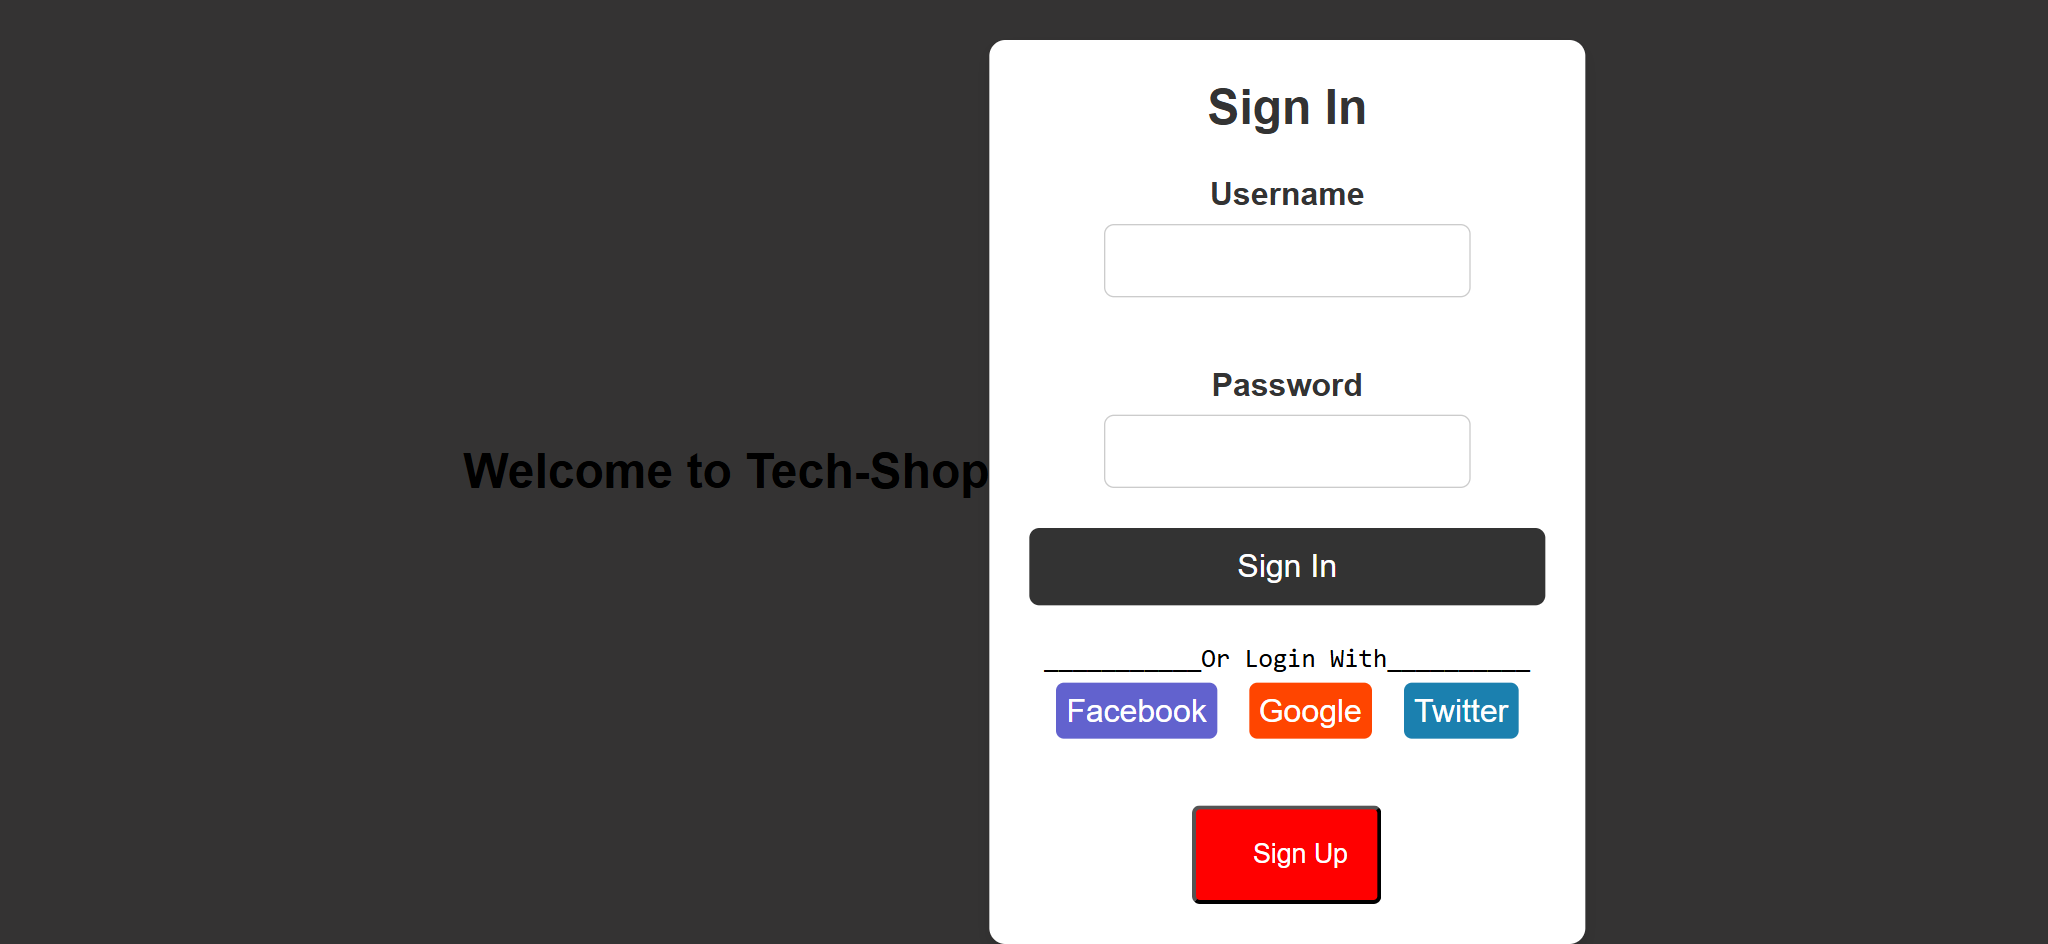 Welcome to Tech-Shop
Sign In
Username
Password
Sign In
___________Or Login With__________
Facebook Google Twitter
Sign Up